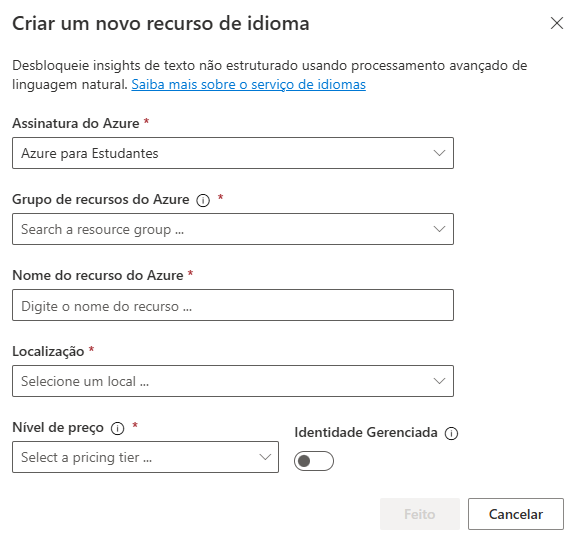 Criar um novo recurso de idioma
Desbloqueie insights de texto não estruturado usando processamento avançado de
linguagem natural. Saiba mais sobre o serviço de idiomas
Assinatura do Azure *
Azure para Estudantes
Grupo de recursos do Azure *
Search a resource group ...
Nome do recurso do Azure *
Digite o nome do recurso ...
Localização *
Selecione um local ...
Nível de preço *
Identidade Gerenciada
Select a pricing tier ...
Feito
Cancelar